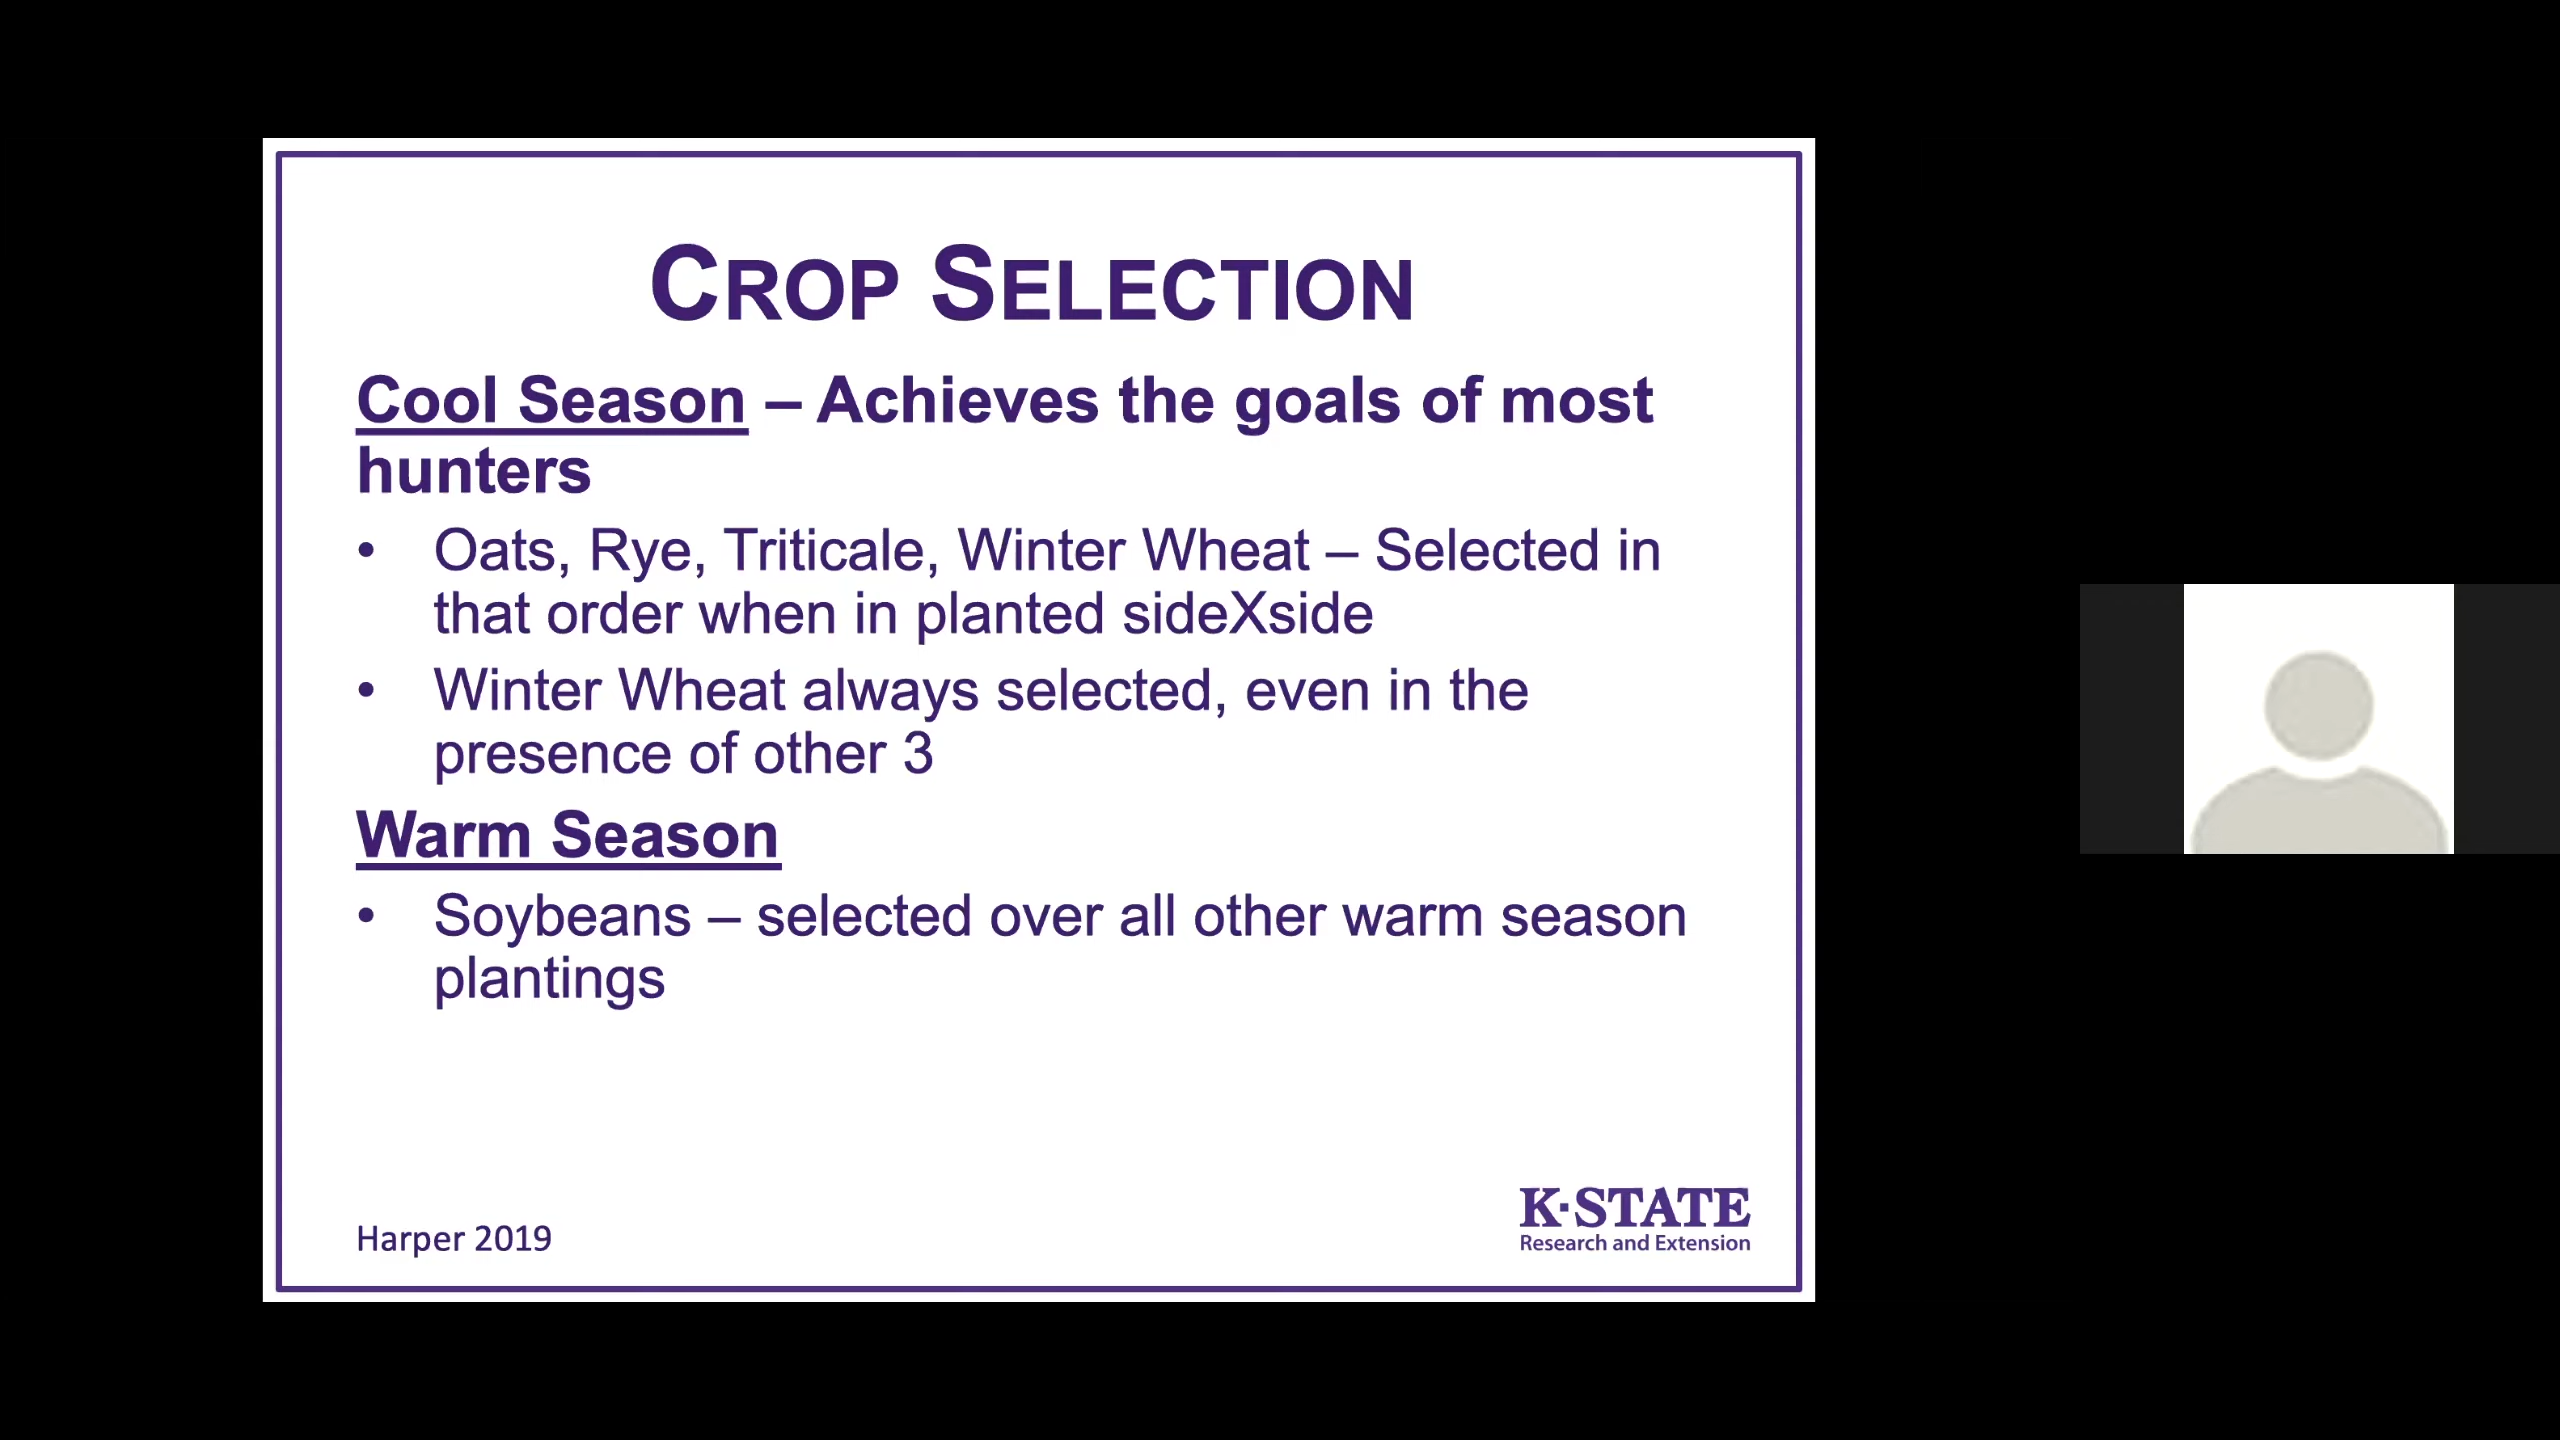 CROP SELECTION
Cool Season – Achieves the goals of most
hunters
• Oats, Rye, Triticale, Winter Wheat – Selected in
that order when in planted sideXside
• Winter Wheat always selected, even in the
presence of other 3
Warm Season
• Soybeans – selected over all other warm season
plantings
Harper 2019
K·STATE
Research and Extension